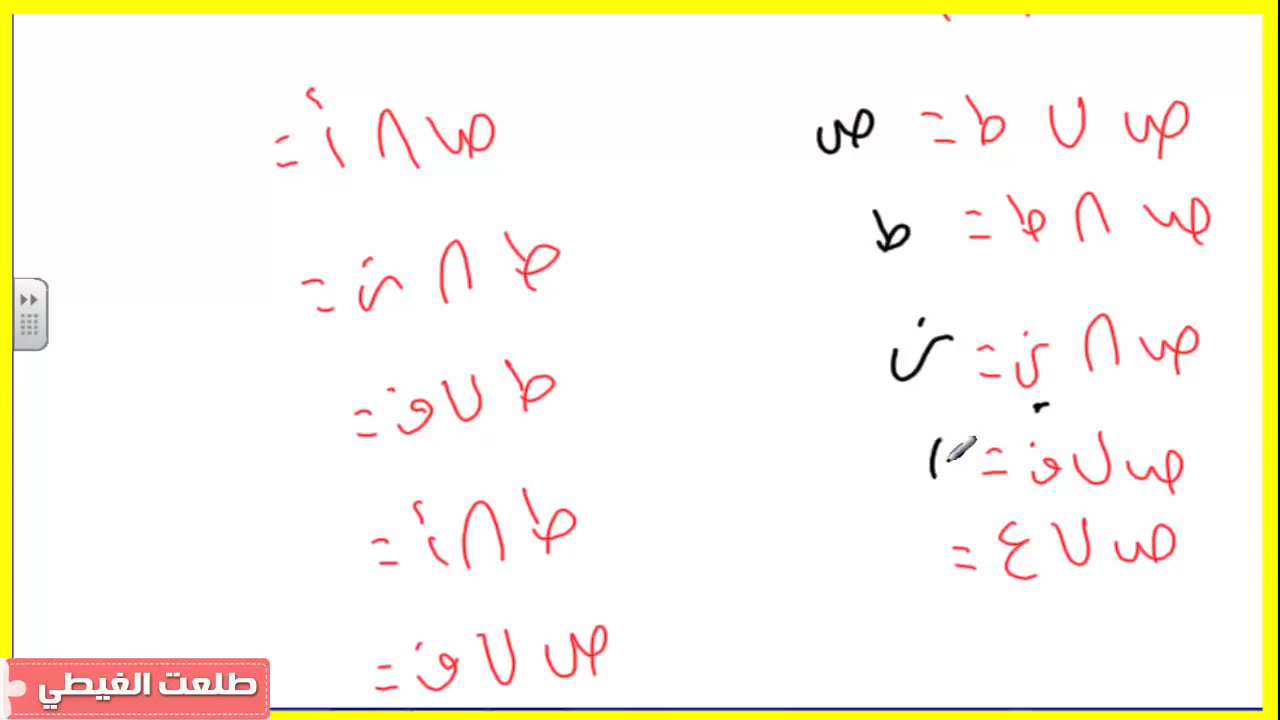 ص ∪ ط = ص
ص ∩ ط = ط
ص ∩ ن = ن
ص ∪ ف =
ص ∪ ع =
ص ∩ أ =
ط ∩ ن =
ط ∪ ف =
ط ∩ أ =
ص ∪ ف =
طلعت الغيطي